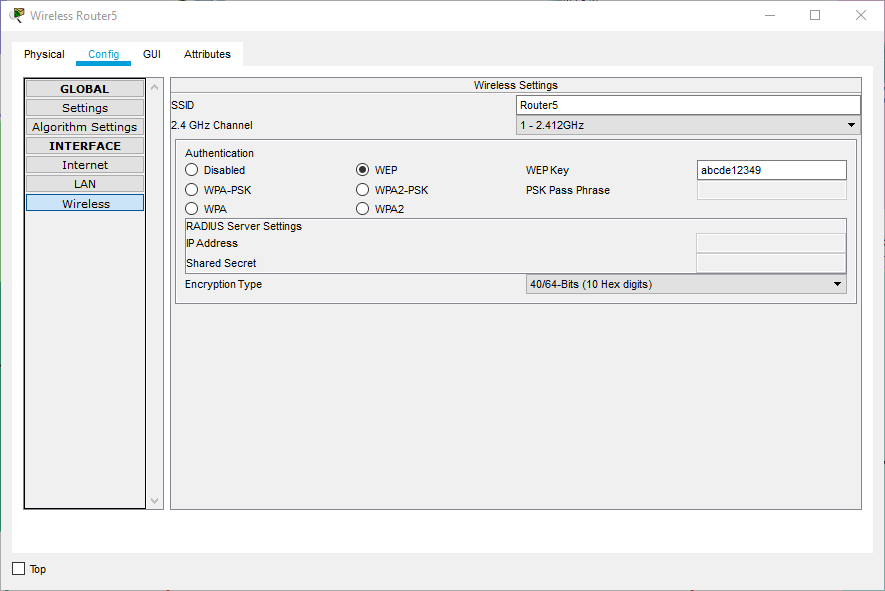 Wireless Router5
Physical Config GUI Attributes
GLOBAL
Settings
Algorithm Settings
INTERFACE
Internet
LAN
Wireless
Wireless Settings
SSID Router5
2.4 GHz Channel 1 - 2.412GHz
Authentication
Disabled WEP WEP Key abcde12349
WPA-PSK WPA2-PSK PSK Pass Phrase
WPA WPA2
RADIUS Server Settings
IP Address
Shared Secret
Encryption Type 40/64-Bits (10 Hex digits)
Top